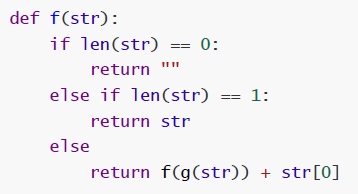 def f(str):
    if len(str) == 0:
        return ""
    else if len(str) == 1:
        return str
    else
        return f(g(str)) + str[0]